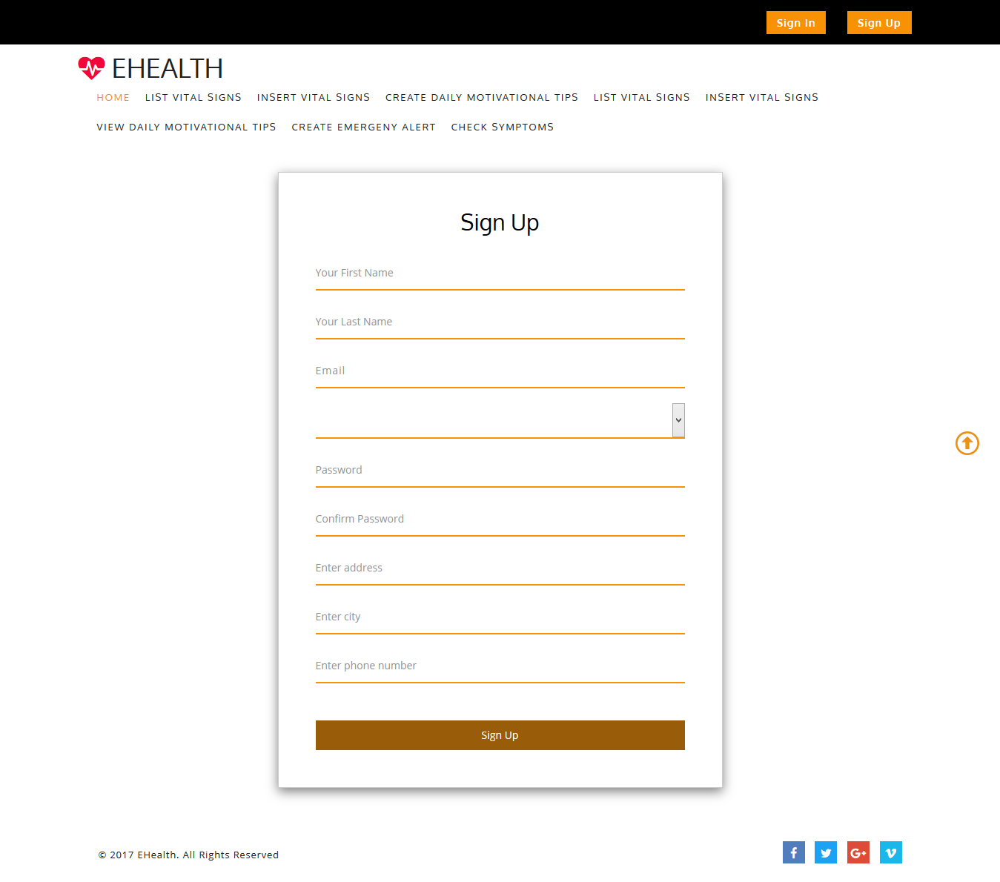 Sign In Sign Up
EHEALTH
HOME LIST VITAL SIGNS INSERT VITAL SIGNS CREATE DAILY MOTIVATIONAL TIPS LIST VITAL SIGNS INSERT VITAL SIGNS
VIEW DAILY MOTIVATIONAL TIPS CREATE EMERGENY ALERT CHECK SYMPTOMS
Sign Up
Your First Name
Your Last Name
Email
Password
Confirm Password
Enter address
Enter city
Enter phone number
Sign Up
© 2017 EHealth. All Rights Reserved